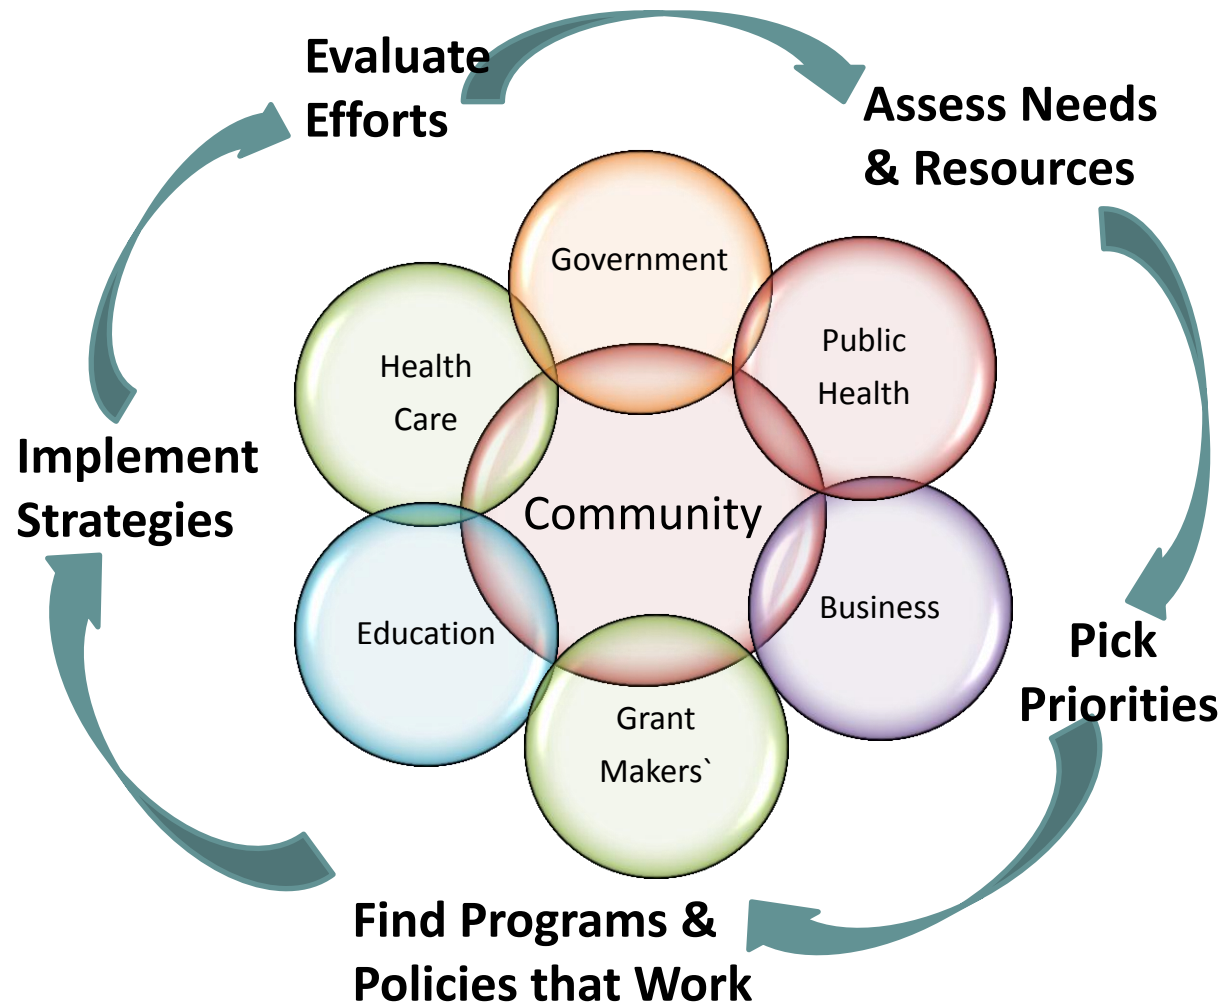 Evaluate
Efforts
Assess Needs
& Resources
Government
Public
Health
Health
Care
Implement
Strategies
Community
Business
Education
Pick
Priorities
Grant
Makers`
Find Programs &
Policies that Work